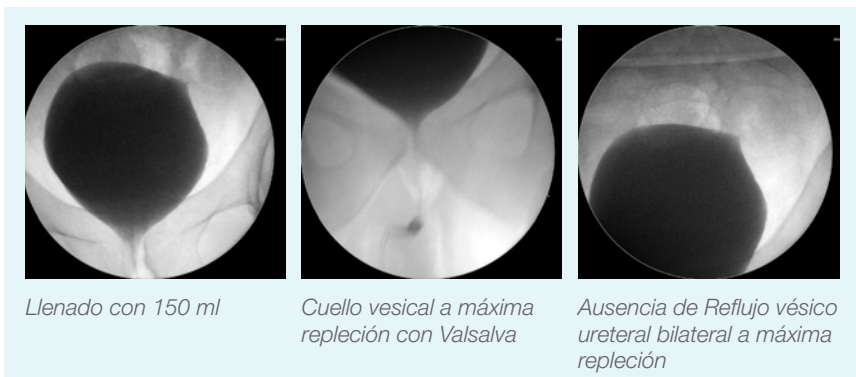 Llenado con 150 ml
Cuello vesical a máxima
repleción con Valsalva
Ausencia de Reflujo vésico
ureteral bilateral a máxima
repleción